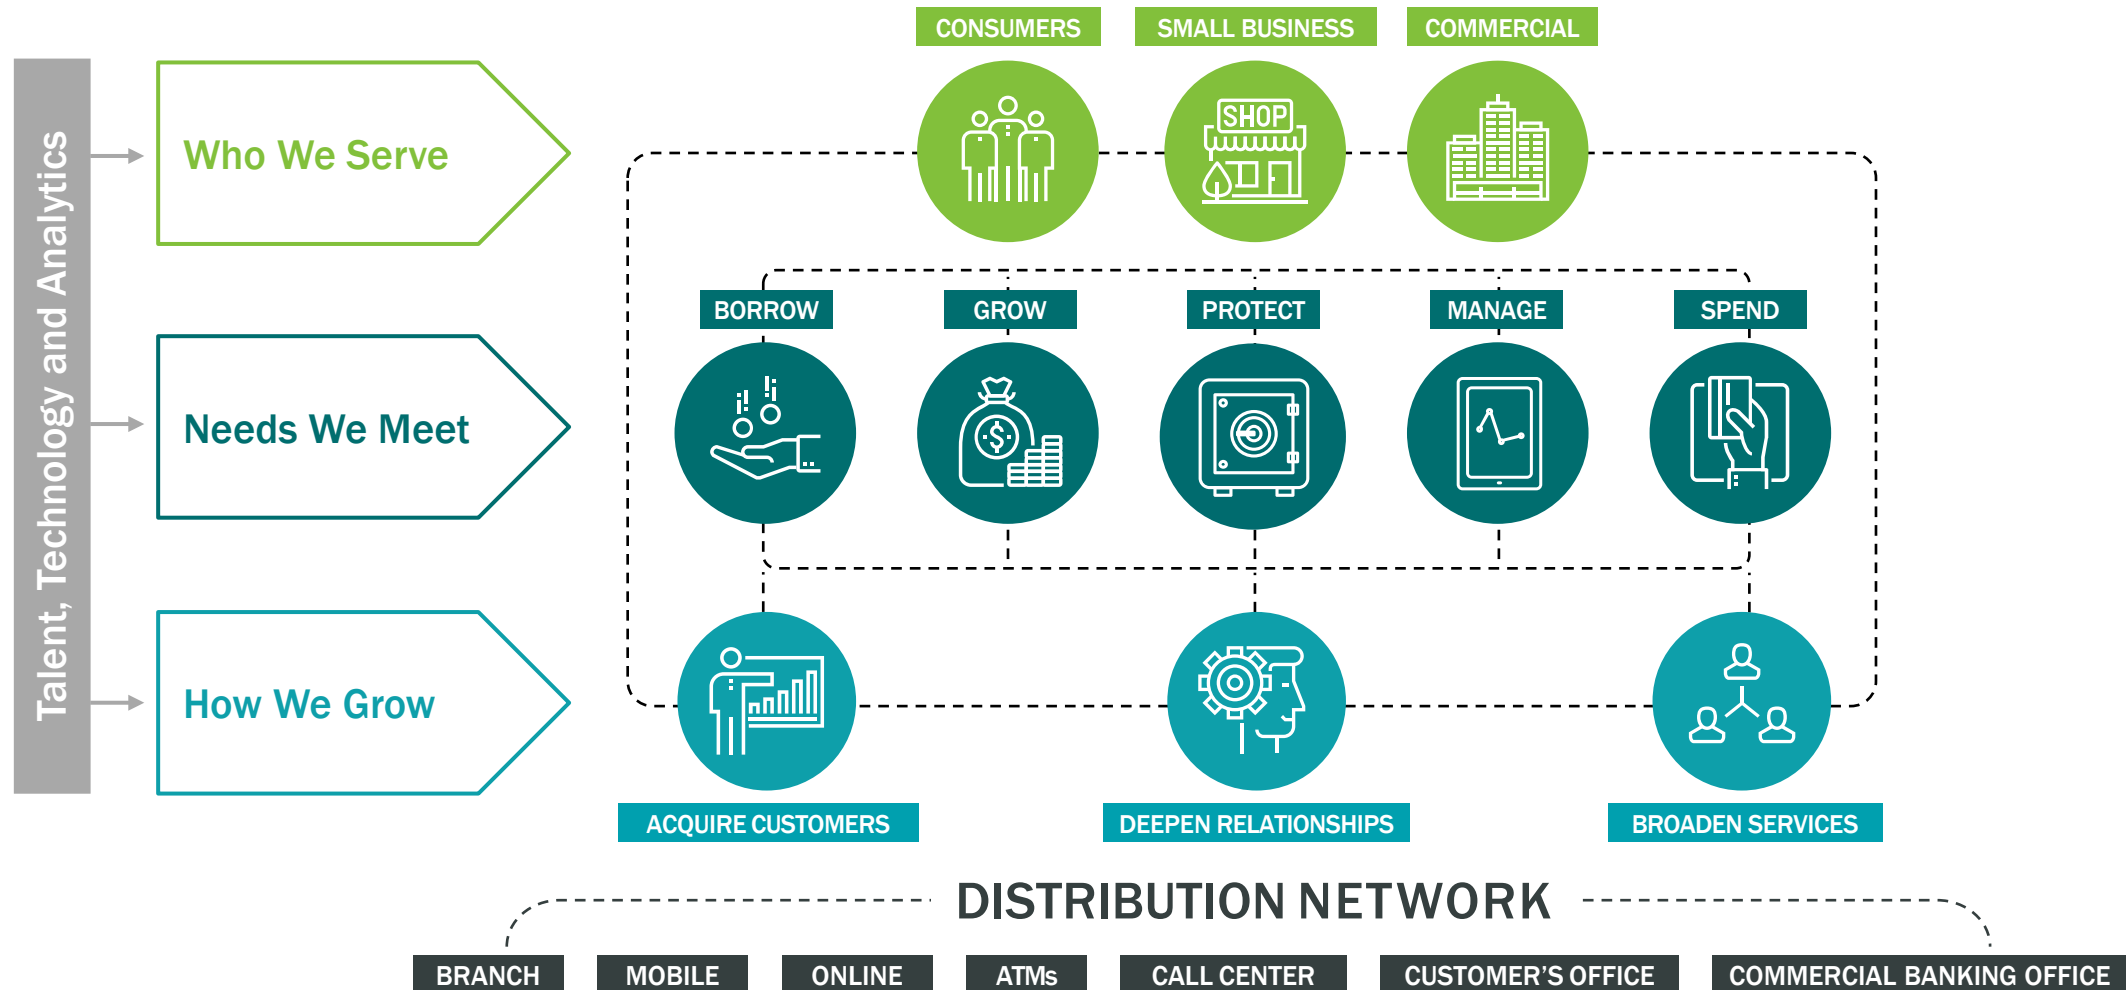 CONSUMERS
SMALL BUSINESS
COMMERCIAL
SHOP
Talent, Technology and Analytics
Who We Serve
BORROW
GROW
PROTECT
MANAGE
SPEND
$
Needs We Meet
How We Grow
ACQUIRE CUSTOMERS
DEEPEN RELATIONSHIPS
BROADEN SERVICES
DISTRIBUTION NETWORK
BRANCH
MOBILE
ONLINE
ATMs
CALL CENTER
CUSTOMER'S OFFICE
COMMERCIAL BANKING OFFICE